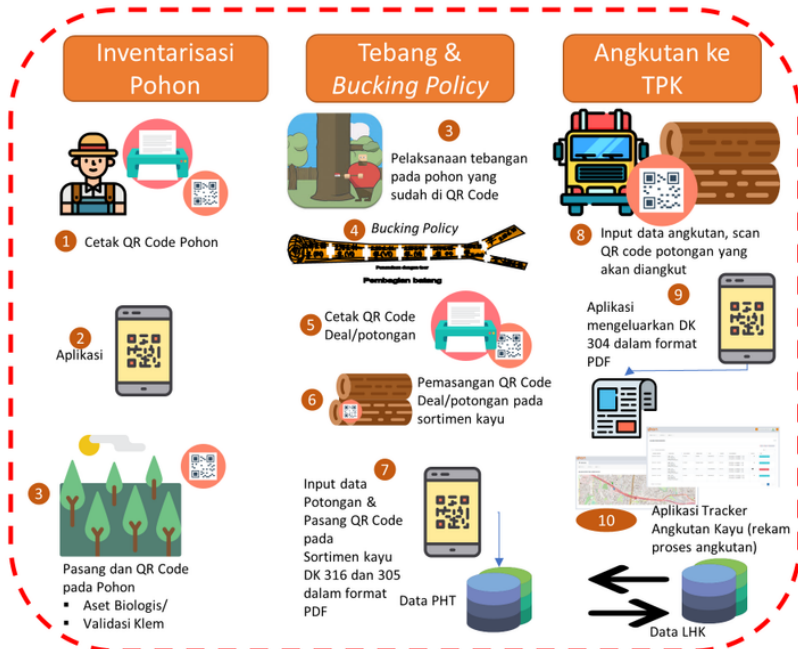 Inventarisasi
Pohon
1
Cetak QR Code Pohon
2
Aplikasi
3
Pasang dan QR Code
pada Pohon
▪ Aset Biologis/
▪ Validasi Klem
Tebang &
Bucking Policy
3
Pelaksanaan tebangan
pada pohon yang
sudah di QR Code
4
Bucking Policy
Pembagian batang
5
Cetak QR Code
Deal/potongan
6
Pemasangan QR Code
Deal/potongan pada
sortimen kayu
7
Input data
Potongan &
Pasang QR Code
pada
Sortimen kayu
DK 316 dan 305
dalam format
PDF
Data PHT
Angkutan ke
TPK
8
Input data angkutan, scan
QR code potongan yang
akan diangkut
9
Aplikasi
mengeluarkan DK
304 dalam format
PDF
10
Aplikasi Tracker
Angkutan Kayu (rekam
proses angkutan)
Data LHK